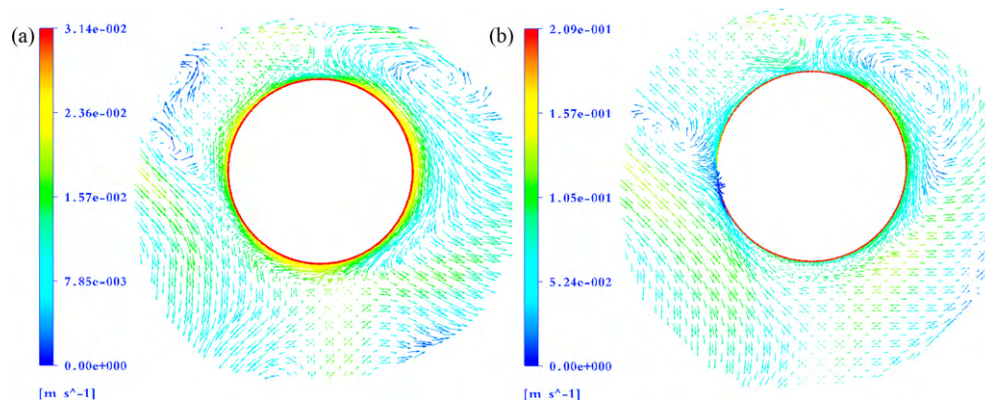 (a)
3.14e-002
2.36e-002
1.57e-002
7.85e-003
0.00e+000
[m s^-1]
(b)
2.09e-001
1.57e-001
1.05e-001
5.24e-002
0.00e+000
[m s^-1]